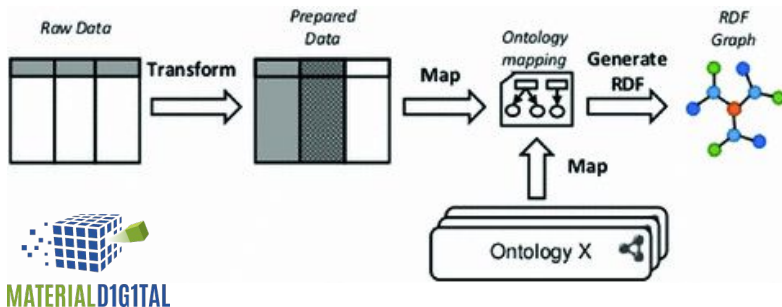 Raw Data
Transform
Prepared
Data
Map
Ontology
mapping
Generate
RDF
RDF
Graph
Map
Ontology X
MATERIALD1G1TAL